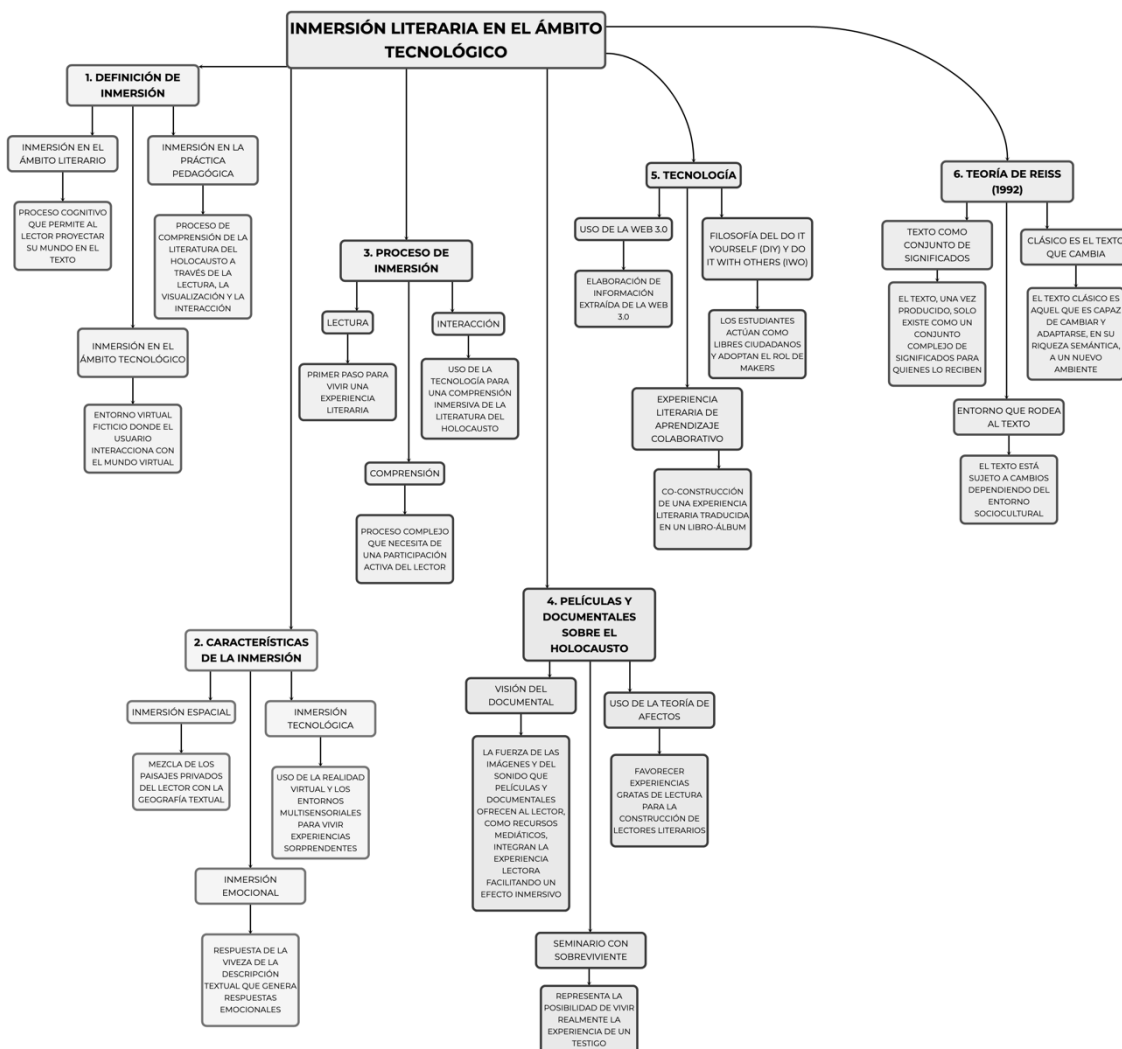 INMERSIÓN LITERARIA EN EL ÁMBITO
TECNOLÓGICO
1. DEFINICIÓN DE
INMERSIÓN
INMERSIÓN EN EL
ÁMBITO LITERARIO
PROCESO COGNITIVO
QUE PERMITE AL
LECTOR PROYECTAR
SU MUNDO EN EL
TEXTO
INMERSIÓN EN LA
PRÁCTICA
PEDAGÓGICA
PROCESO DE
COMPRENSIÓN DE LA
LITERATURA DEL
HOLOCAUSTO A
TRAVÉS DE LA
LECTURA, LA
VISUALIZACIÓN Y LA
INTERACCIÓN
INMERSIÓN EN EL
ÁMBITO TECNOLÓGICO
ENTORNO VIRTUAL
FICTICIO DONDE EL
USUARIO
INTERACCIONA CON
EL MUNDO VIRTUAL
2. CARACTERÍSTICAS
DE LA INMERSIÓN
INMERSIÓN ESPACIAL
MEZCLA DE LOS
PAISAJES PRIVADOS
DEL LECTOR CON LA
GEOGRAFÍA TEXTUAL
INMERSIÓN
TECNOLÓGICA
USO DE LA REALIDAD
VIRTUAL Y LOS
ENTORNOS
MULTISENSORIALES
PARA VIVIR
EXPERIENCIAS
SORPRENDENTES
INMERSIÓN
EMOCIONAL
RESPUESTA DE LA
VIVEZA DE LA
DESCRIPCIÓN
TEXTUAL QUE GENERA
RESPUESTAS
EMOCIONALES
3. PROCESO DE
INMERSIÓN
LECTURA
PRIMER PASO PARA
VIVIR UNA
EXPERIENCIA
LITERARIA
INTERACCIÓN
USO DE LA
TECNOLOGÍA PARA
UNA COMPRENSIÓN
INMERSIVA DE LA
LITERATURA DEL
HOLOCAUSTO
COMPRENSIÓN
PROCESO COMPLEJO
QUE NECESITA DE
UNA PARTICIPACIÓN
ACTIVA DEL LECTOR
4. PELÍCULAS Y
DOCUMENTALES
SOBRE EL
HOLOCAUSTO
VISIÓN DEL
DOCUMENTAL
LA FUERZA DE LAS
IMÁGENES Y DEL
SONIDO QUE
PELÍCULAS Y
DOCUMENTALES
OFRECEN AL LECTOR,
COMO RECURSOS
MEDIÁTICOS,
INTEGRAN LA
EXPERIENCIA
LECTORA
FACILITANDO UN
EFECTO INMERSIVO
USO DE LA TEORÍA DE
AFECTOS
FAVORECER
EXPERIENCIAS
GRATAS DE LECTURA
PARA LA
CONSTRUCCIÓN DE
LECTORES LITERARIOS
SEMINARIO CON
SOBREVIVIENTE
REPRESENTA LA
POSIBILIDAD DE VIVIR
REALMENTE LA
EXPERIENCIA DE UN
TESTIGO
5. TECNOLOGÍA
USO DE LA WEB 3.0
ELABORACIÓN DE
INFORMACIÓN
EXTRAÍDA DE LA WEB
3.0
FILOSOFÍA DEL DO IT
YOURSELF (DIY) Y DO
IT WITH OTHERS (IWO)
LOS ESTUDIANTES
ACTÚAN COMO
LIBRES CIUDADANOS
Y ADOPTAN EL ROL DE
MAKERS
EXPERIENCIA
LITERARIA DE
APRENDIZAJE
COLABORATIVO
CO-CONSTRUCCIÓN
DE UNA EXPERIENCIA
LITERARIA TRADUCIDA
EN UN LIBRO-ÁLBUM
6. TEORÍA DE REISS
(1992)
TEXTO COMO
CONJUNTO DE
SIGNIFICADOS
EL TEXTO, UNA VEZ
PRODUCIDO, SOLO
EXISTE COMO UN
CONJUNTO
COMPLEJO DE
SIGNIFICADOS PARA
QUIENES LO RECIBEN
CLÁSICO ES EL TEXTO
QUE CAMBIA
EL TEXTO CLÁSICO ES
AQUEL QUE ES CAPAZ
DE CAMBIAR Y
ADAPTARSE, EN SU
RIQUEZA SEMÁNTICA,
A UN NUEVO
AMBIENTE
ENTORNO QUE RODEA
AL TEXTO
EL TEXTO ESTÁ
SUJETO A CAMBIOS
DEPENDIENDO DEL
ENTORNO
SOCIOCULTURAL